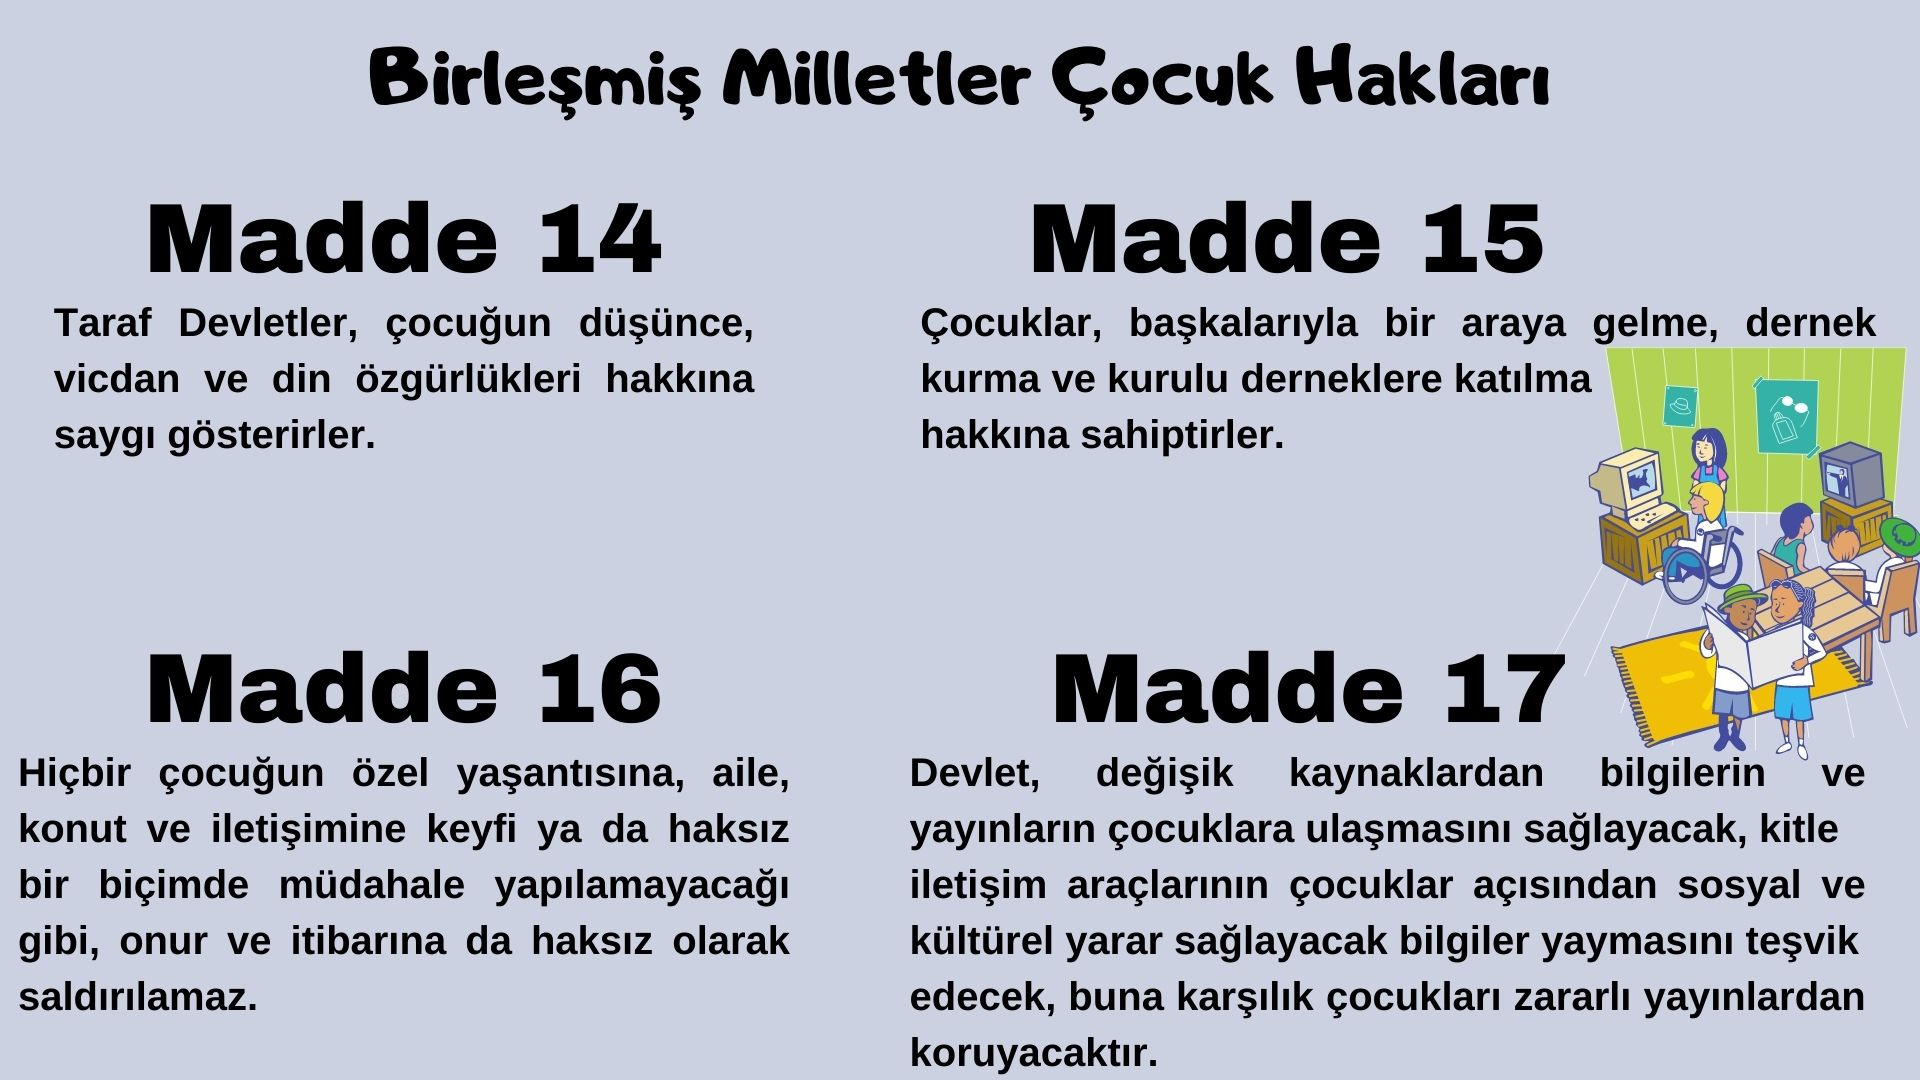 Birleşmiş Milletler Çocuk Hakları
Madde 14
Taraf Devletler, çocuğun düşünce,
vicdan ve din özgürlükleri hakkına
saygı gösterirler.
Madde 15
Çocuklar, başkalarıyla bir araya gelme, dernek
kurma ve kurulu derneklere katılma
hakkına sahiptirler.
Madde 16
Hiçbir çocuğun özel yaşantısına, aile,
konut ve iletişimine keyfi ya da haksız
bir biçimde müdahale yapılamayacağı
gibi, onur ve itibarına da haksız olarak
saldırılamaz.
Madde 17
Devlet, değişik kaynaklardan bilgilerin ve
yayınların çocuklara ulaşmasını sağlayacak, kitle
iletişim araçlarının çocuklar açısından sosyal ve
kültürel yarar sağlayacak bilgiler yaymasını teşvik
edecek, buna karşılık çocukları zararlı yayınlardan
koruyacaktır.